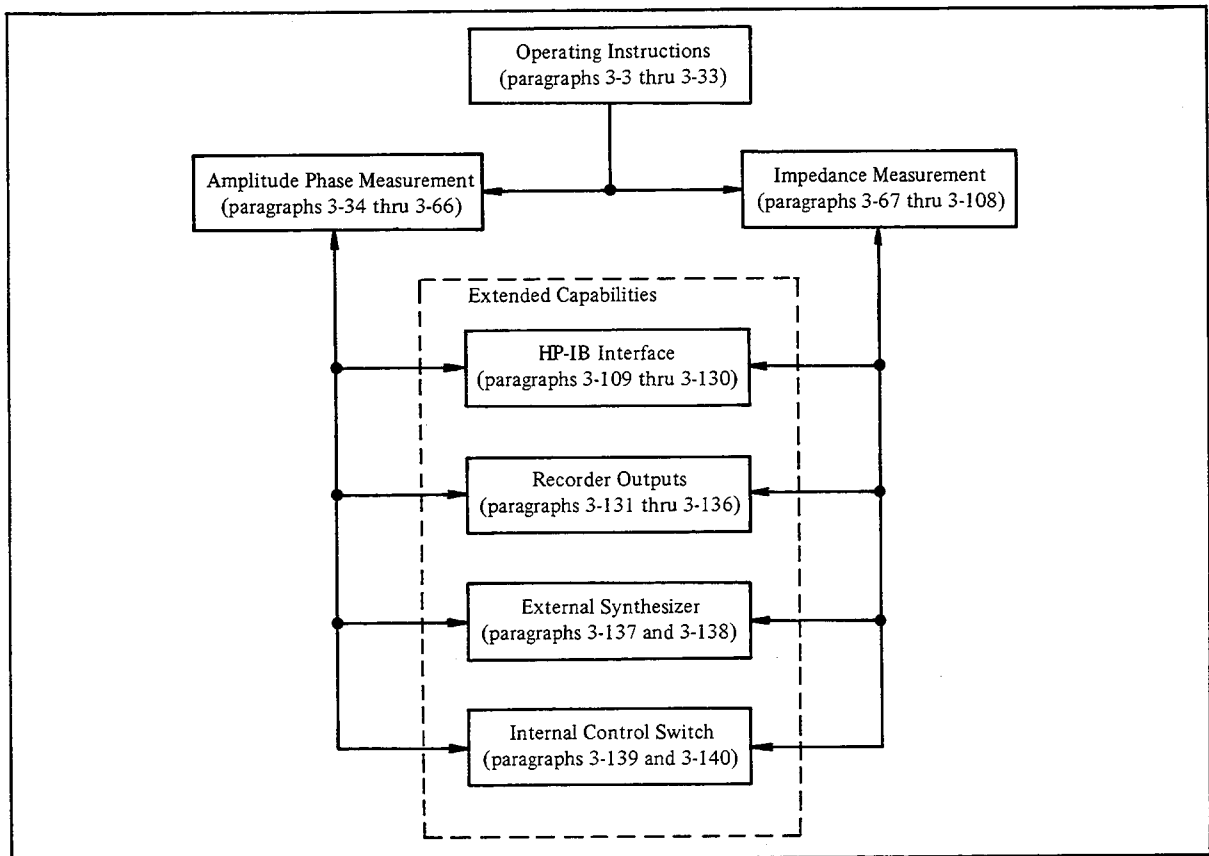 Operating Instructions
(paragraphs 3-3 thru 3-33)
Amplitude Phase Measurement
(paragraphs 3-34 thru 3-66)
Impedance Measurement
(paragraphs 3-67 thru 3-108)
Extended Capabilities
HP-IB Interface
(paragraphs 3-109 thru 3-130)
Recorder Outputs
(paragraphs 3-131 thru 3-136)
External Synthesizer
(paragraphs 3-137 and 3-138)
Internal Control Switch
(paragraphs 3-139 and 3-140)